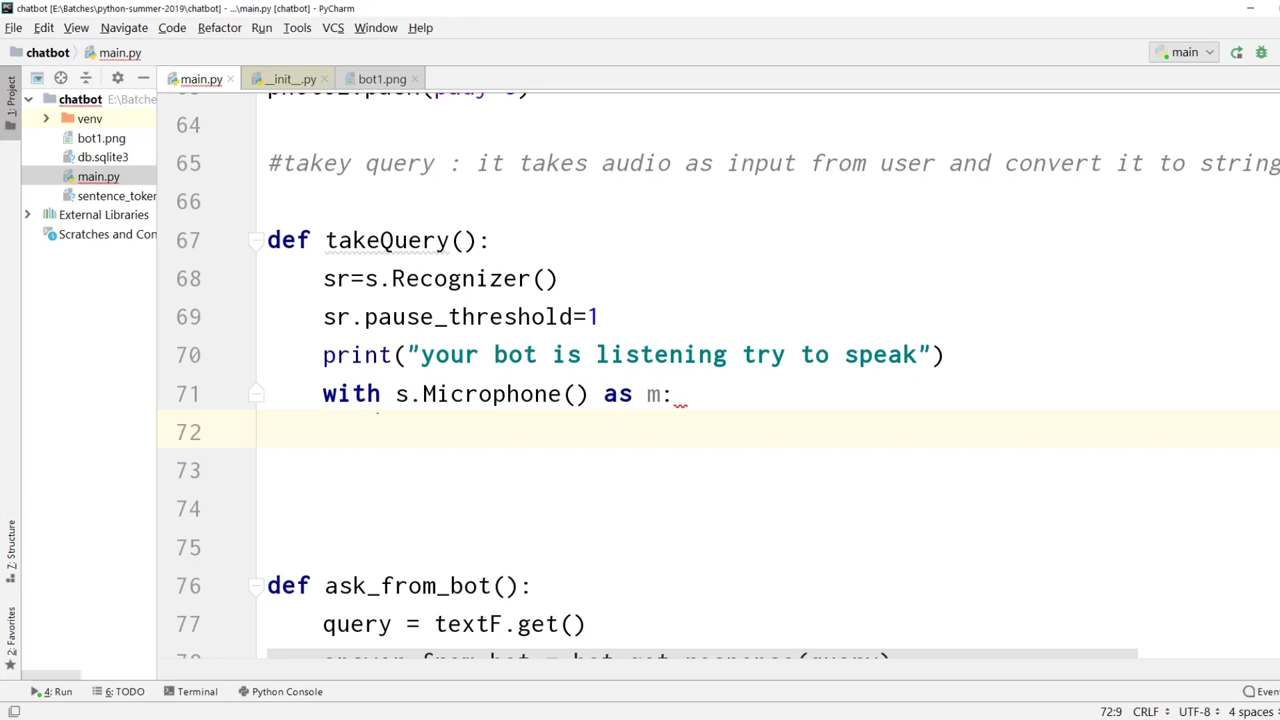 chatbot [E:\Batches\python-summer-2019\chatbot] - ...\main.py [chatbot] - PyCharm
File Edit View Navigate Code Refactor Run Tools VCS Window Help
chatbot main.py main
1: Project
main.py __init__.py bot1.png
chatbot E:\Batche
venv
bot1.png
db.sqlite3
main.py
sentence_token
External Libraries
Scratches and Con
64
65 #takey query : it takes audio as input from user and convert it to string
66
67 def takeQuery():
68 sr=s.Recognizer()
69 sr.pause_threshold=1
70 print("your bot is listening try to speak")
71 with s.Microphone() as m:
72
73
74
75
76 def ask_from_bot():
77 query = textF.get()
Z: Structure
2: Favorites
4: Run 6: TODO Terminal Python Console Even
72:9 CRLF UTF-8 4 spaces